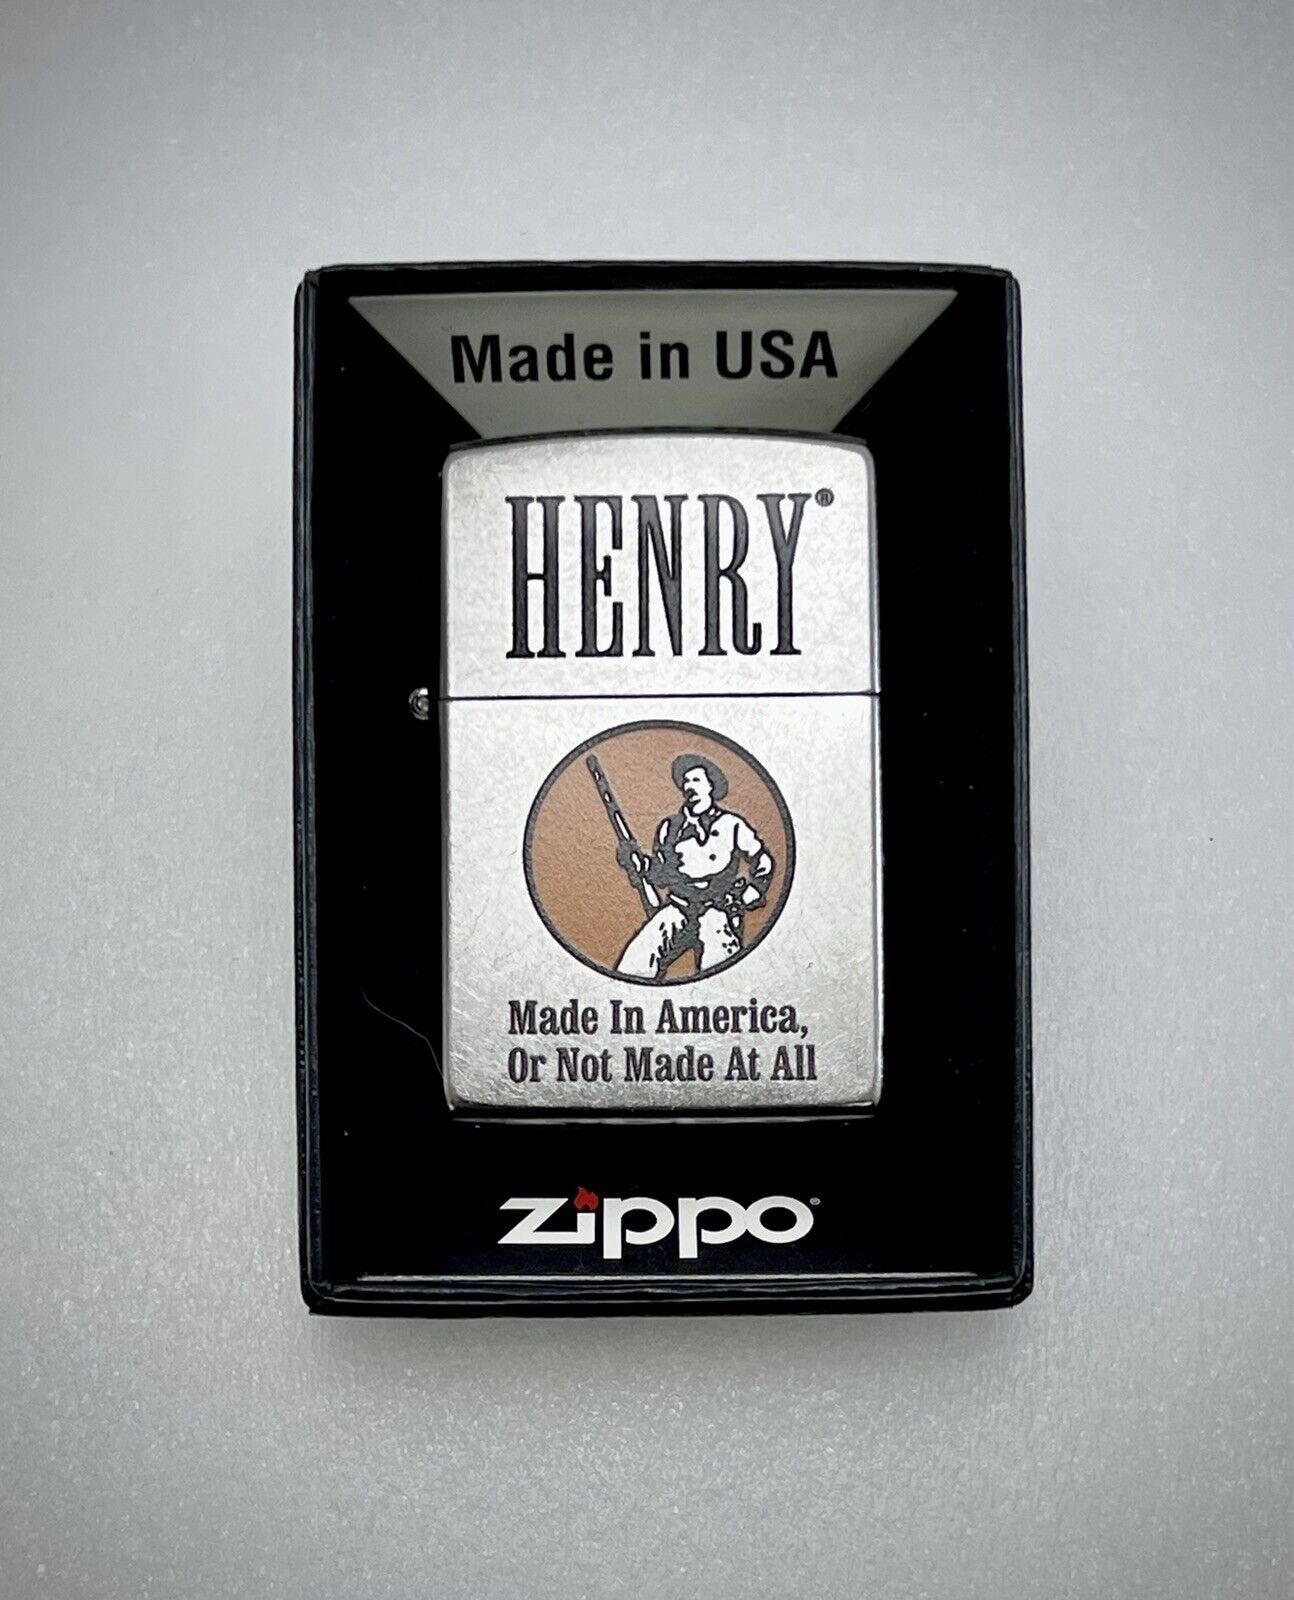 Made in USA
HENRY®
Made In America,
Or Not Made At All
zippo®